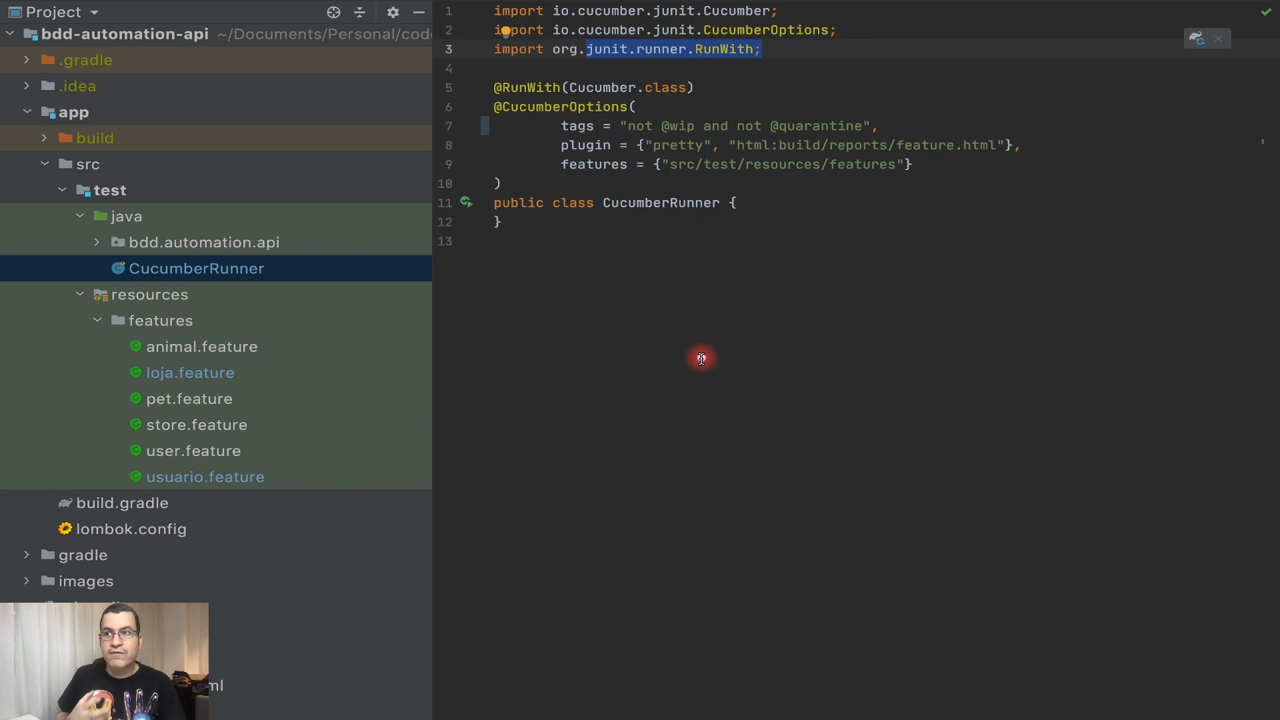 Project
bdd-automation-api ~/Documents/Personal/code
.gradle
.idea
app
build
src
test
java
bdd.automation.api
CucumberRunner
resources
features
animal.feature
loja.feature
pet.feature
store.feature
user.feature
usuario.feature
build.gradle
lombok.config
gradle
images
ml
1 import io.cucumber.junit.Cucumber;
2 import io.cucumber.junit.CucumberOptions;
3 import org.junit.runner.RunWith;
4
5 @RunWith(Cucumber.class)
6 @CucumberOptions(
7 tags = "not @wip and not @quarantine",
8 plugin = {"pretty", "html:build/reports/feature.html"},
9 features = {"src/test/resources/features"}
10 )
11 public class CucumberRunner {
12 }
13